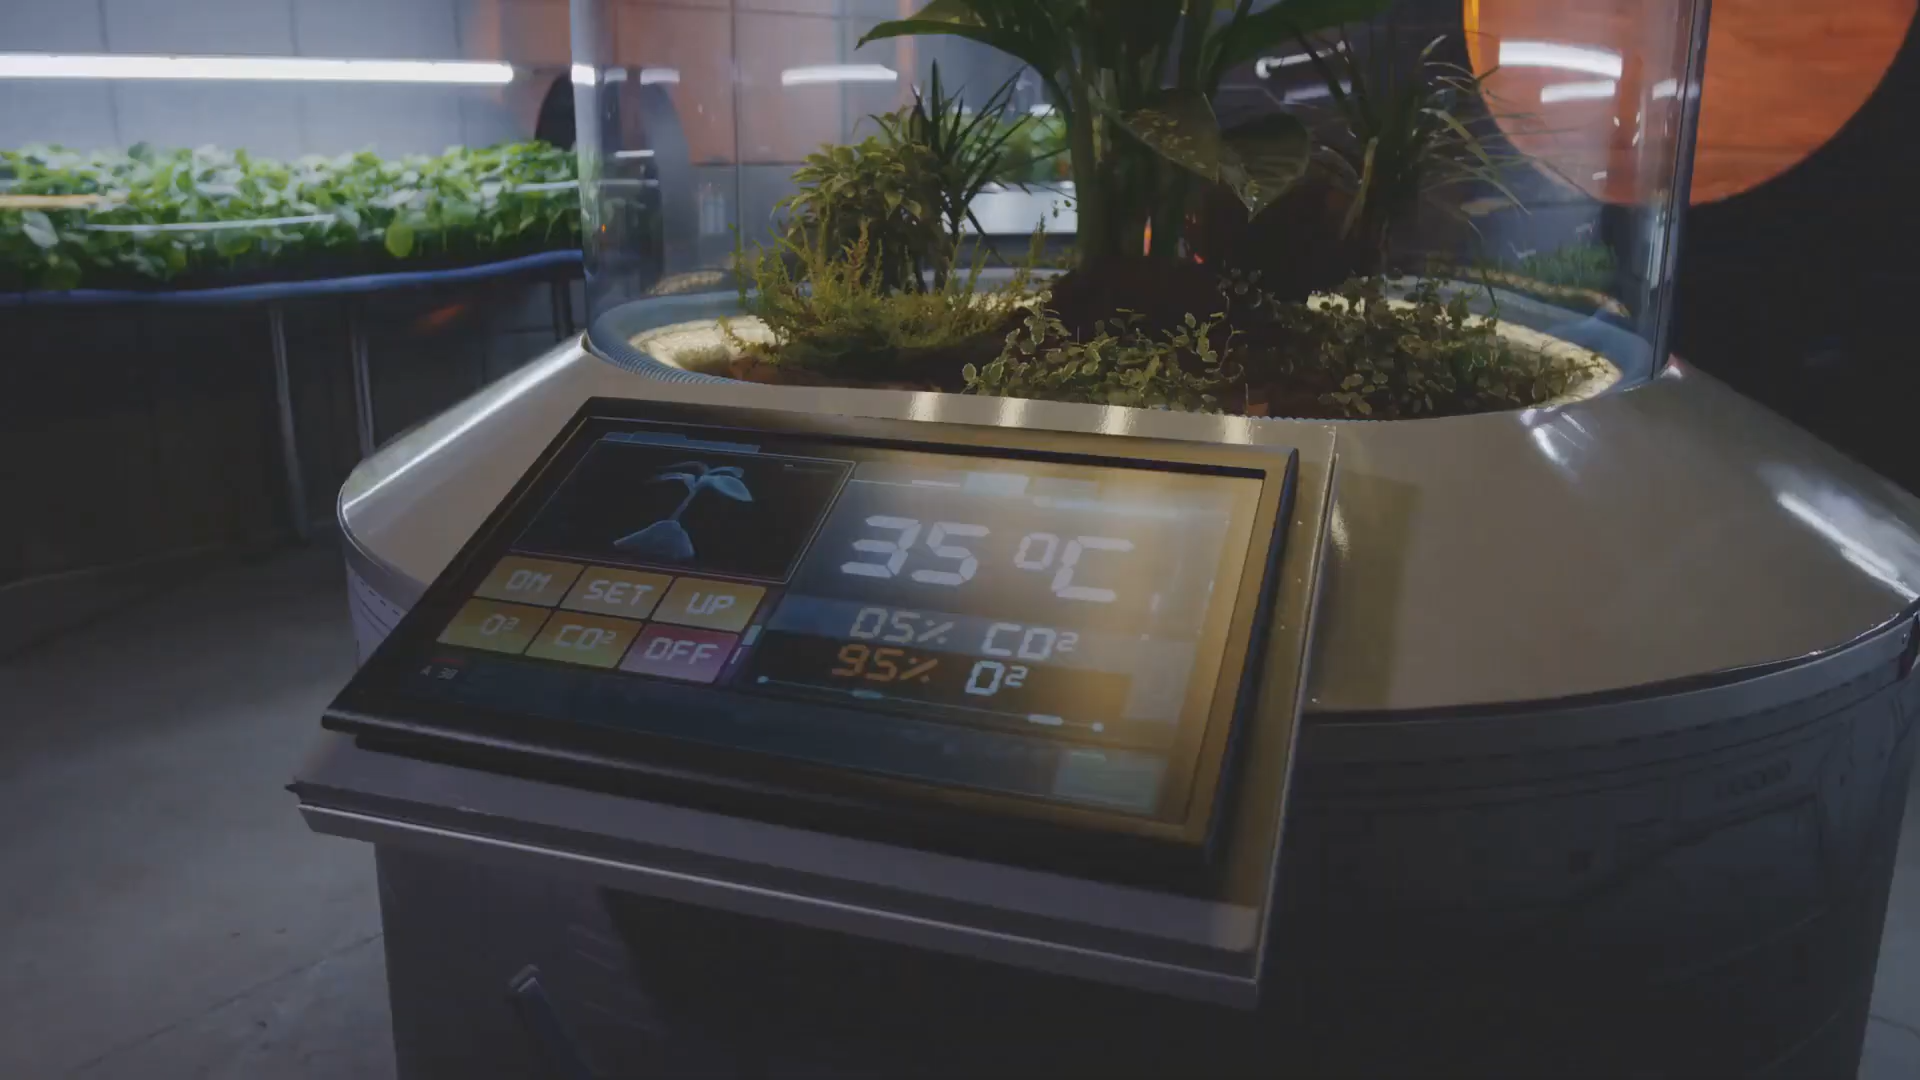 35 °C
ON SET UP
O² CO² OFF
05% CO²
95% O²